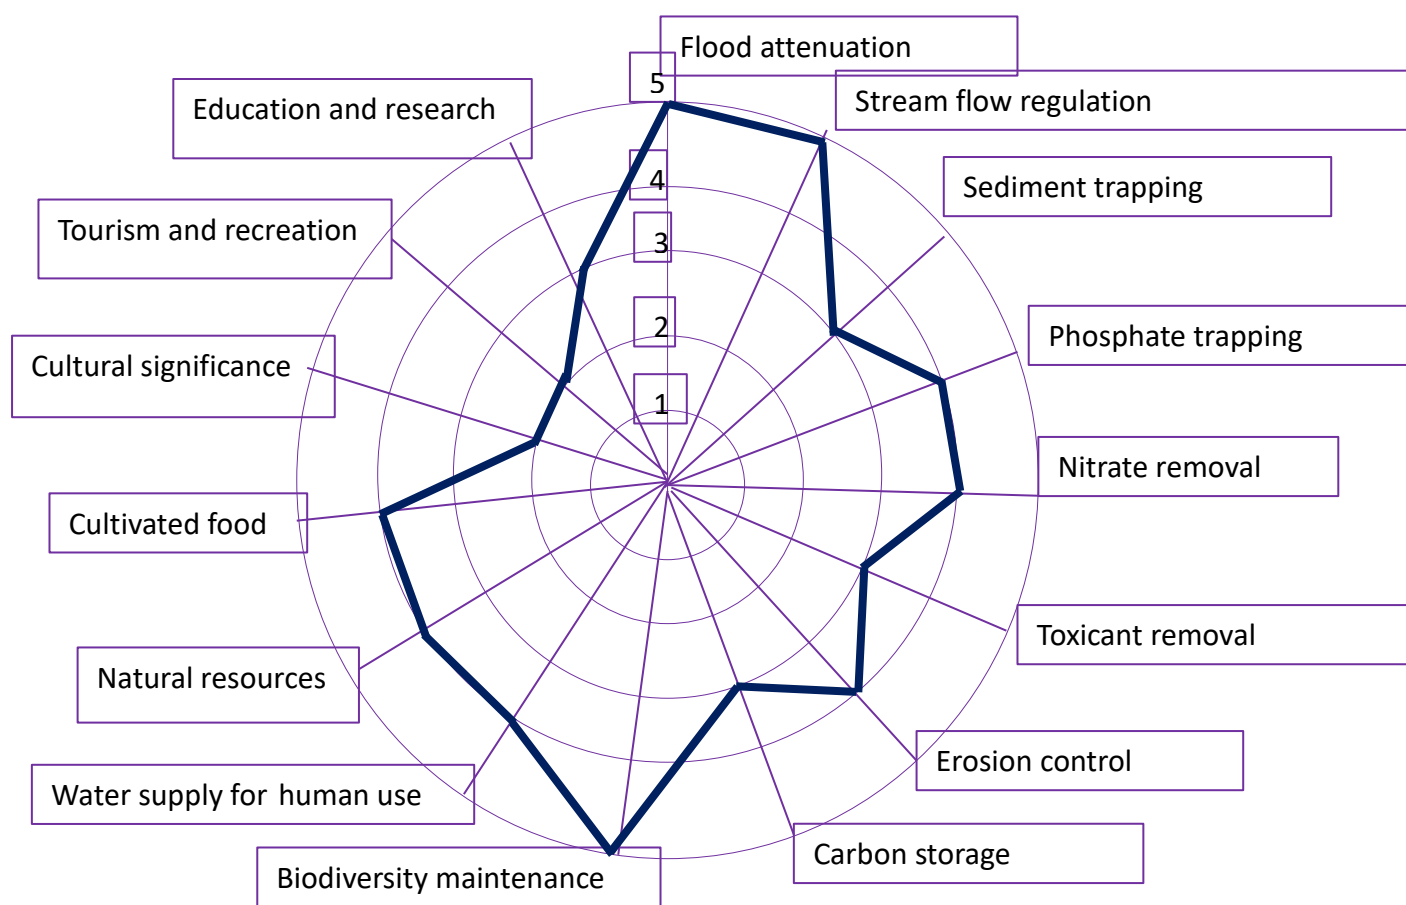 Flood attenuation
5
Stream flow regulation
Education and research
4
Sediment trapping
Tourism and recreation
3
2
Phosphate trapping
Cultural significance
1
Nitrate removal
Cultivated food
Toxicant removal
Natural resources
Erosion control
Water supply for human use
Carbon storage
Biodiversity maintenance